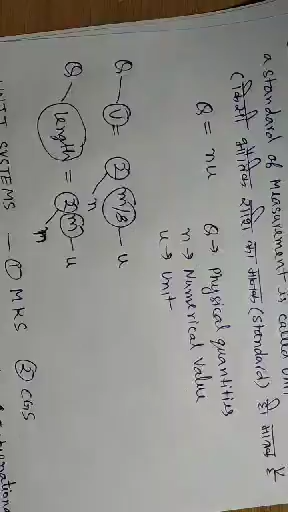 a standard of measurement is called Unit
(किसी भौतिक राशि का मानक (standard) ही मात्रक है
Q = nu
Q → Physical quantities
n → Numerical value
u → Unit
Q - V = 2 m/s - u
n
Q - length = 2 m - u
n
UNIT SYSTEMS - ① MKS ② CGS